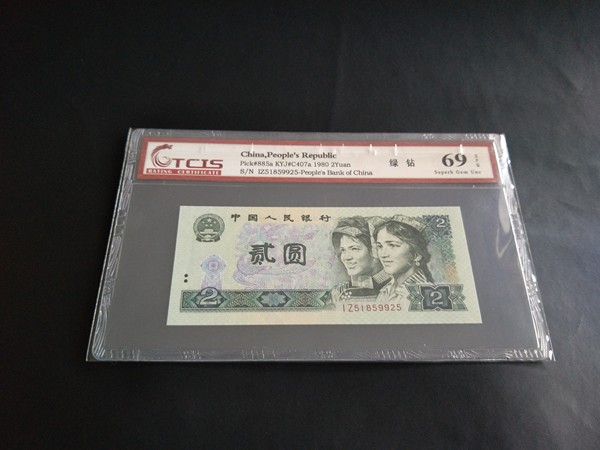 TCIS
RATING CERTIFICATE
China,People's Republic
Pick#885a KYJ#C407a 1980 2Yuan
S/N IZ51859925-People's Bank of China
绿 钻
69 EPQ
Superb Gem Unc
中国人民银行
2
贰圆
2
2
IZ51859925